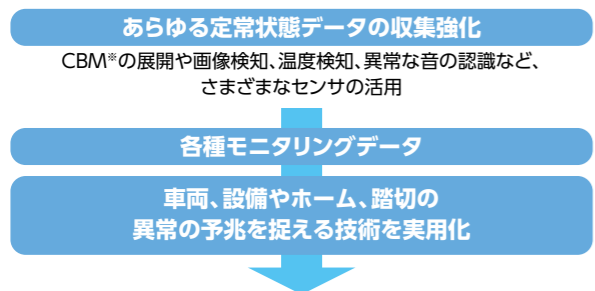 あらゆる定常状態データの収集強化
CBM※の展開や画像検知、温度検知、異常な音の認識など、
さまざまなセンサの活用
各種モニタリングデータ
車両、設備やホーム、踏切の
異常の予兆を捉える技術を実用化